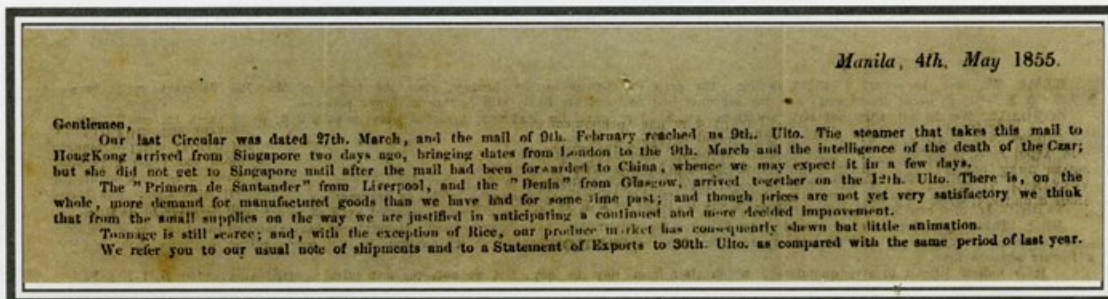 Manila, 4th, May 1855.
Gentlemen,
Our last Circular was dated 27th. March, and the mail of 9th. February reached us 9th.. Ulto. The steamer that takes this mail to
HongKong arrived from Singapore two days ago, bringing dates from London to the 9th. March and the intelligence of the death of the Czar;
but she did not get to Singapore until after the mail had been forwarded to China, whence we may expect it in a few days.
The "Primera de Santander" from Liverpool, and the "Denia" from Glasgow, arrived together on the 12th. Ulto. There is, on the
whole, more demand for manufactured goods than we have had for some time past; and though prices are not yet very satisfactory we think
that from the small supplies on the way we are justified in anticipating a continued and more decided improvement.
Tonnage is still scarce; and, with the exception of Rice, our produce market has consequently shewn but little animation.
We refer you to our usual note of shipments and to a Statement of Exports to 30th. Ulto. as compared with the same period of last year.